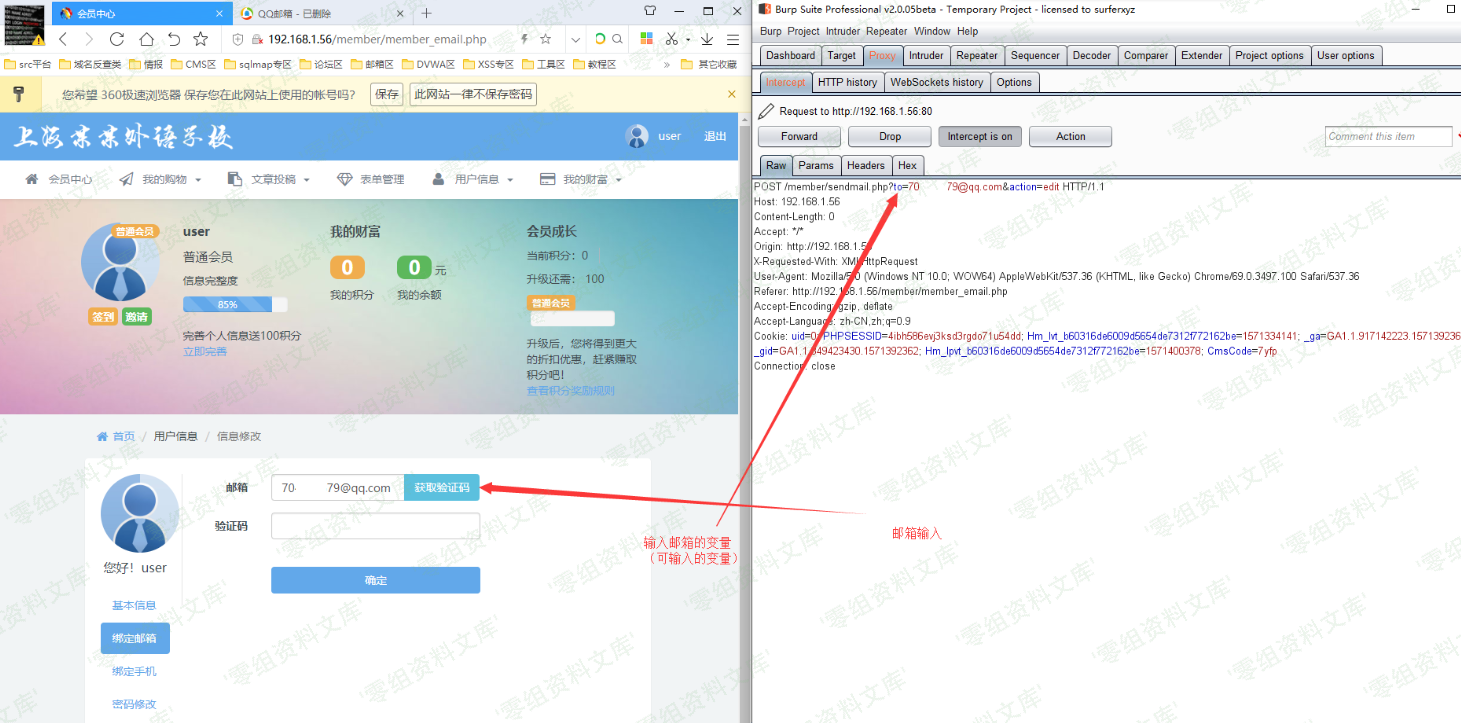 会员中心
QQ邮箱 - 已删除
192.168.1.56/member/member_email.php
src平台 域名反查类 情报 CMS区 sqlmap专区 论坛区 邮箱区 DVWA区 XSS专区 工具区 教程区 » 其它收藏
您希望 360极速浏览器 保存您在此网站上使用的帐号吗? 保存 此网站一律不保存密码
上海某某外语学校 user 退出
会员中心 我的购物 文章投稿 表单管理 用户信息 我的财富
普通会员
签到 邀请
user
普通会员
信息完整度
85%
完善个人信息送100积分
立即完善
我的财富
0 0 元
我的积分 我的余额
会员成长
当前积分：0
升级还需： 100
普通会员
升级后，您将得到更大
的折扣优惠，赶紧赚取
积分吧！
查看积分奖励规则
首页 / 用户信息 / 信息修改
您好！user
基本信息
绑定邮箱
绑定手机
密码修改
邮箱 70 79@qq.com 获取验证码
验证码
确定
输入邮箱的变量
（可输入的变量）
邮箱输入
Burp Suite Professional v2.0.05beta - Temporary Project - licensed to surferxyz
Burp Project Intruder Repeater Window Help
Dashboard Target Proxy Intruder Repeater Sequencer Decoder Comparer Extender Project options User options
Intercept HTTP history WebSockets history Options
Request to http://192.168.1.56:80
Forward Drop Intercept is on Action Comment this item
Raw Params Headers Hex
POST /member/sendmail.php?to=70 79@qq.com&action=edit HTTP/1.1
Host: 192.168.1.56
Content-Length: 0
Accept: */*
Origin: http://192.168.1.5
X-Requested-With: XMLHttpRequest
User-Agent: Mozilla/5.0 (Windows NT 10.0; WOW64) AppleWebKit/537.36 (KHTML, like Gecko) Chrome/69.0.3497.100 Safari/537.36
Referer: http://192.168.1.56/member/member_email.php
Accept-Encoding: gzip, deflate
Accept-Language: zh-CN,zh;q=0.9
Cookie: uid=0; PHPSESSID=4ibh586evj3ksd3rgdo71u54dd; Hm_lvt_b60316de6009d5654de7312f772162be=1571334141; _ga=GA1.1.917142223.157139236
_gid=GA1.1.849423430.1571392362; Hm_lpvt_b60316de6009d5654de7312f772162be=1571400378; CmsCode=7yfp
Connection: close
零组资料文库